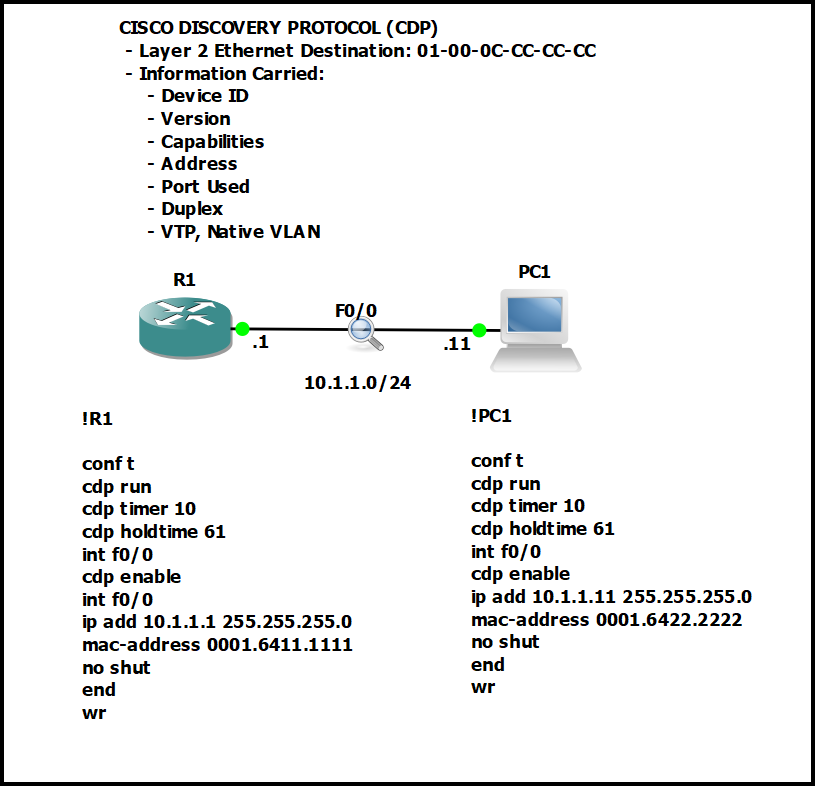 CISCO DISCOVERY PROTOCOL (CDP)
- Layer 2 Ethernet Destination: 01-00-0C-CC-CC-CC
- Information Carried:
- Device ID
- Version
- Capabilities
- Address
- Port Used
- Duplex
- VTP, Native VLAN
R1
PC1
F0/0
.1
.11
10.1.1.0/24
!R1
conf t
cdp run
cdp timer 10
cdp holdtime 61
int f0/0
cdp enable
int f0/0
ip add 10.1.1.1 255.255.255.0
mac-address 0001.6411.1111
no shut
end
wr
!PC1
conf t
cdp run
cdp timer 10
cdp holdtime 61
int f0/0
cdp enable
ip add 10.1.1.11 255.255.255.0
mac-address 0001.6422.2222
no shut
end
wr